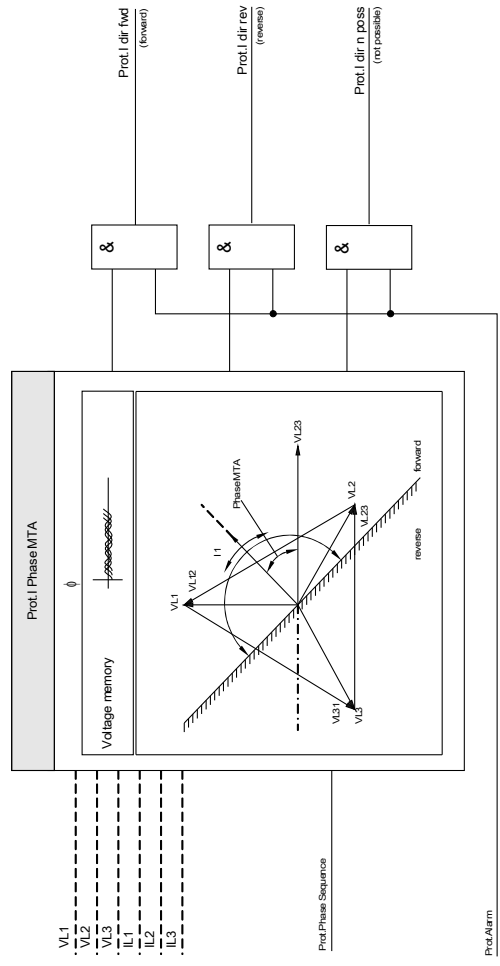 Prot.I Phase MTA
ϕ
Voltage memory
VL1
VL2
VL3
IL1
IL2
IL3
Prot.Phase Sequence
Prot.Alarm
VL1
VL12
I1
PhaseMTA
VL23
VL2
VL23
VL31
VL3
forward
reverse
&
&
&
Prot.I dir fwd
(forward)
Prot.I dir rev
(reverse)
Prot.I dir n poss
(not possible)